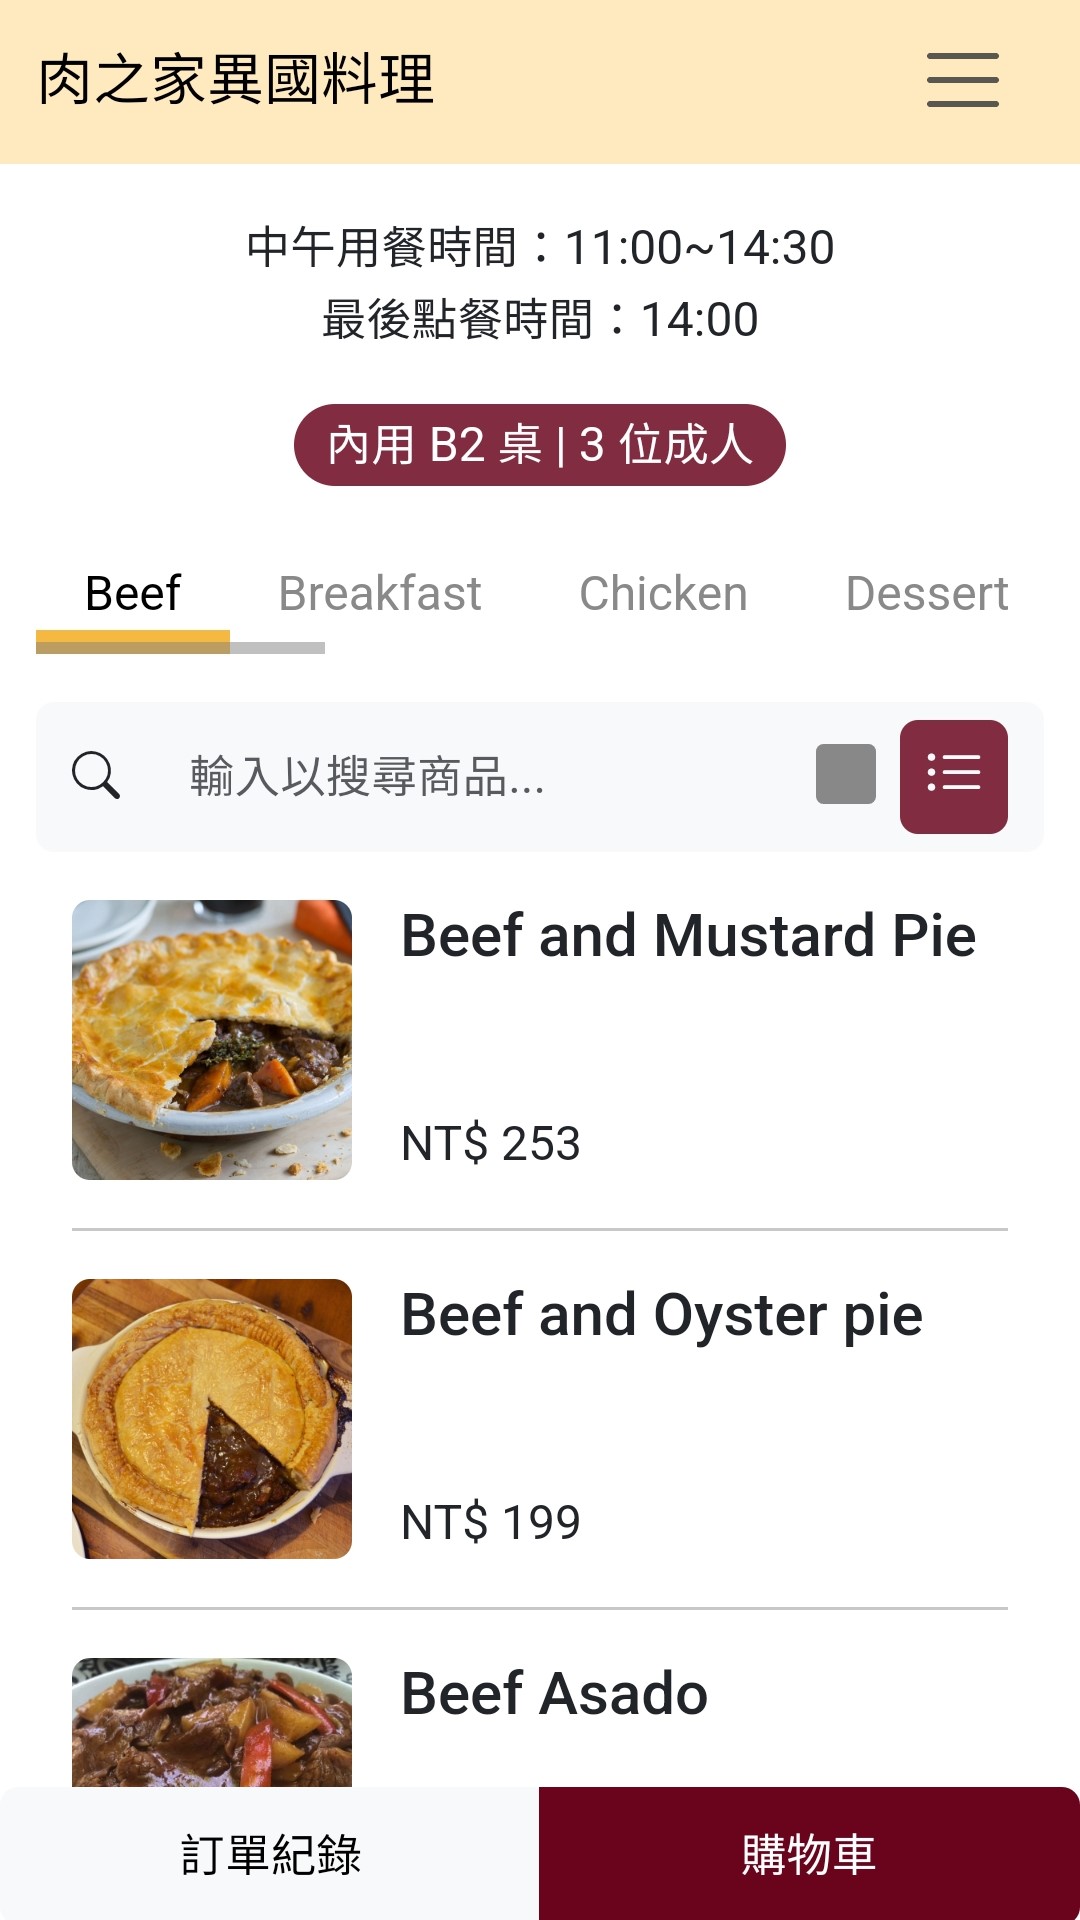 肉之家異國料理
中午用餐時間：11:00~14:30
最後點餐時間：14:00
內用 B2 桌 | 3 位成人
Beef Breakfast Chicken Dessert
輸入以搜尋商品...
Beef and Mustard Pie
NT$ 253
Beef and Oyster pie
NT$ 199
Beef Asado
訂單紀錄 購物車